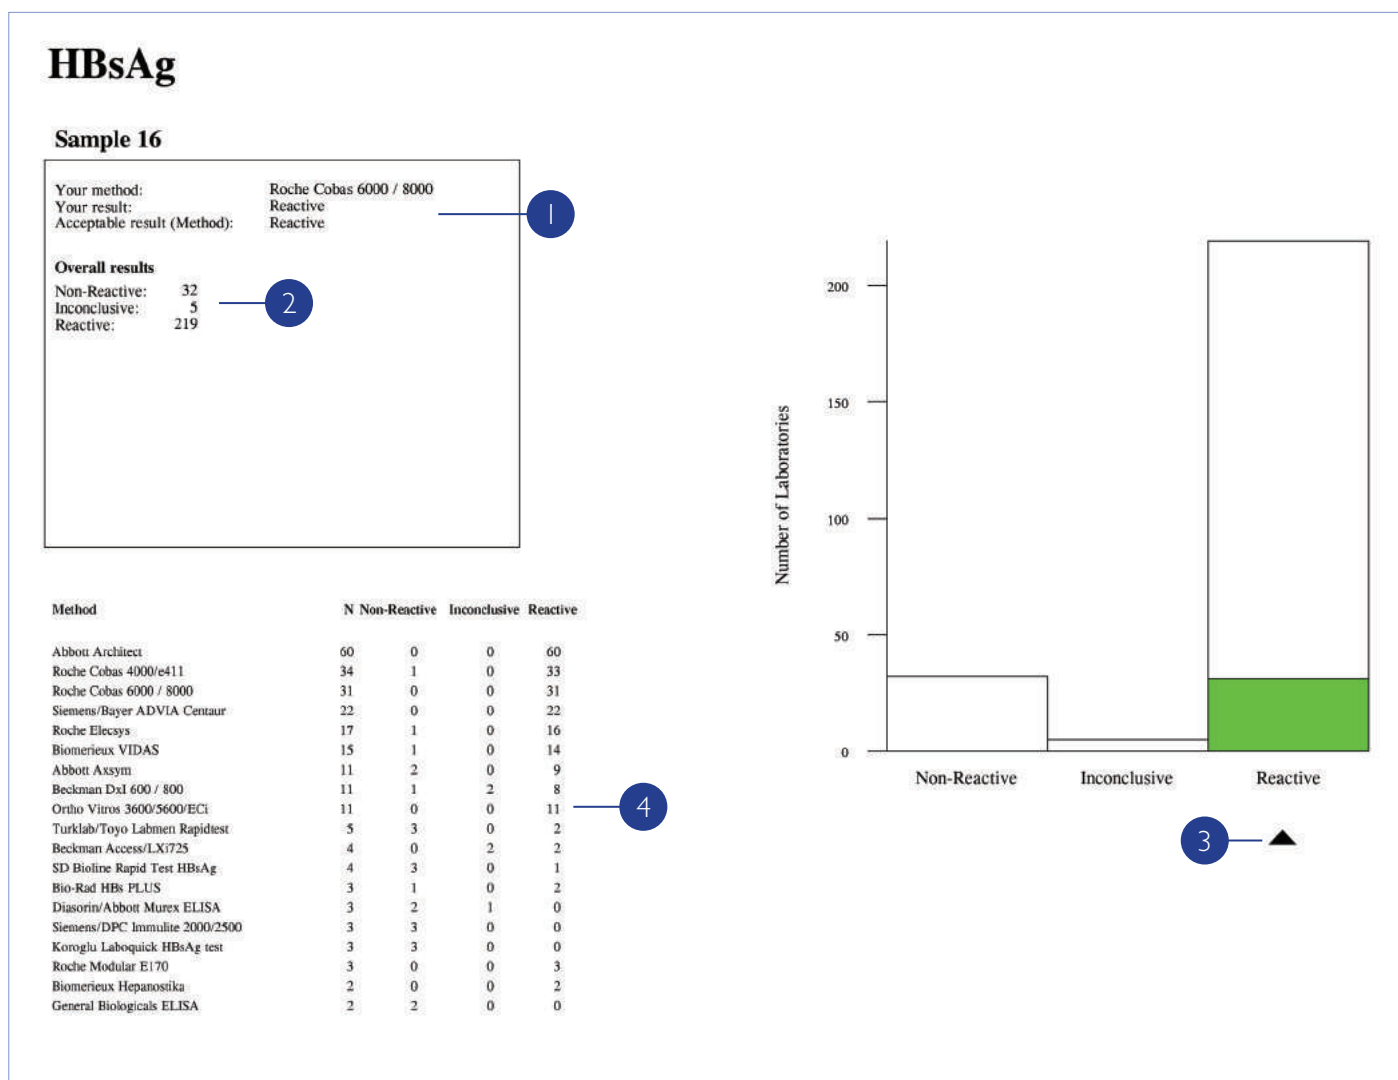 HBsAg
Sample 16
Your method: Roche Cobas 6000 / 8000
Your result: Reactive
Acceptable result (Method): Reactive
1
Overall results
Non-Reactive: 32
Inconclusive: 5
Reactive: 219
2
Method N Non-Reactive Inconclusive Reactive
Abbott Architect 60 0 0 60
Roche Cobas 4000/e411 34 1 0 33
Roche Cobas 6000 / 8000 31 0 0 31
Siemens/Bayer ADVIA Centaur 22 0 0 22
Roche Elecsys 17 1 0 16
Biomerieux VIDAS 15 1 0 14
Abbott Axsym 11 2 0 9
Beckman DxI 600 / 800 11 1 2 8
Ortho Vitros 3600/5600/ECi 11 0 0 11
4
Turklab/Toyo Labmen Rapidtest 5 3 0 2
Beckman Access/LXi725 4 0 2 2
SD Bioline Rapid Test HBsAg 4 3 0 1
Bio-Rad HBs PLUS 3 1 0 2
Diasorin/Abbott Murex ELISA 3 2 1 0
Siemens/DPC Immulite 2000/2500 3 3 0 0
Koroglu Laboquick HBsAg test 3 3 0 0
Roche Modular E170 3 0 0 3
Biomerieux Hepanostika 2 0 0 2
General Biologicals ELISA 2 2 0 0
Number of Laboratories
200
150
100
50
0
Non-Reactive Inconclusive Reactive
3